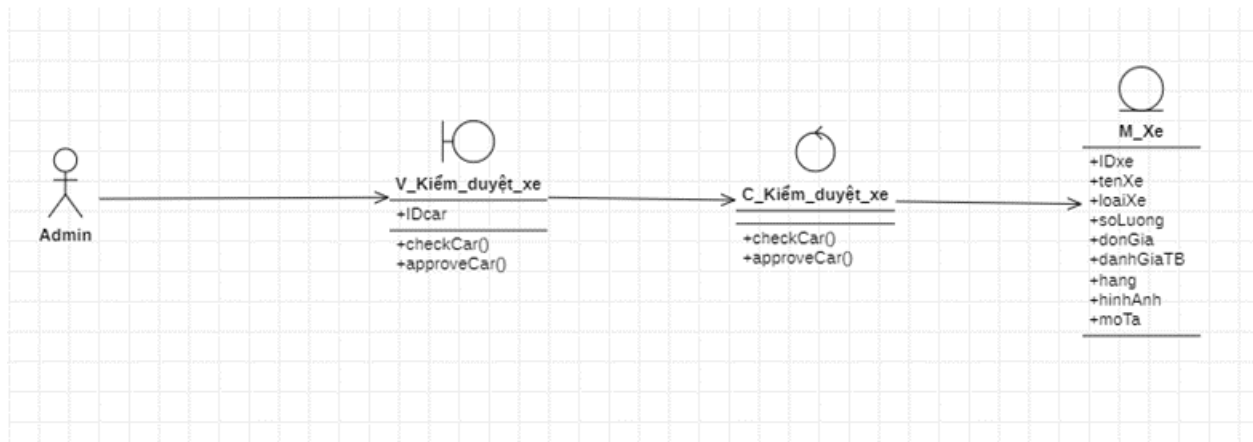 Admin
V_Kiểm_duyệt_xe
+IDcar
+checkCar()
+approveCar()
C_Kiểm_duyệt_xe
+checkCar()
+approveCar()
M_Xe
+IDxe
+tenXe
+loaiXe
+soLuong
+donGia
+danhGiaTB
+hang
+hinhAnh
+moTa